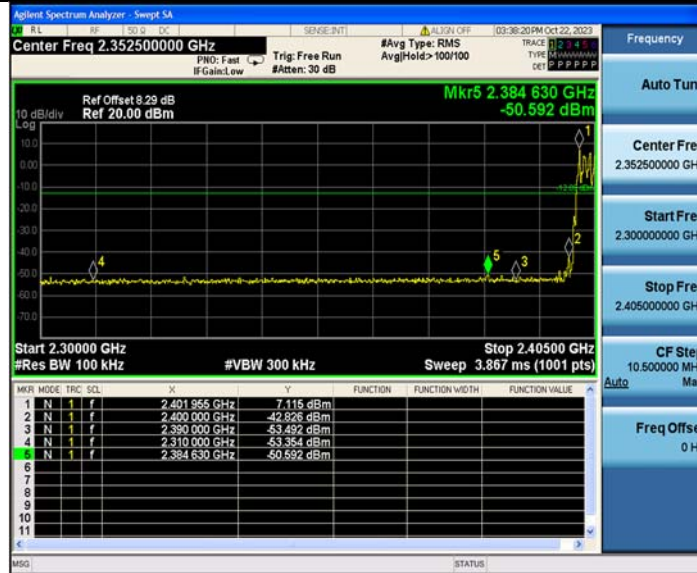 Agilent Spectrum Analyzer - Swept SA
RL RF 50 Ω DC SENSE:INT ALIGN OFF 03:38:20 PM Oct 22, 2023
Center Freq 2.352500000 GHz
PNO: Fast
IFGain:Low
Trig: Free Run
#Atten: 30 dB
#Avg Type: RMS
Avg|Hold:>100/100
TRACE 1 2 3 4 5 6
TYPE M
DET P P P P P P
Ref Offset 8.29 dB
Ref 20.00 dBm
Mkr5 2.384 630 GHz
-50.592 dBm
10 dB/div
Log
10.0
0.00
-10.0
-20.0
-30.0
-40.0
-50.0
-60.0
-70.0
1
2
3
4
5
Start 2.30000 GHz
Stop 2.40500 GHz
#Res BW 100 kHz
#VBW 300 kHz
Sweep 3.867 ms (1001 pts)
MKR MODE TRC SCL X Y FUNCTION FUNCTION WIDTH FUNCTION VALUE
1 N 1 f 2.401 955 GHz 7.115 dBm
2 N 1 f 2.400 000 GHz -42.826 dBm
3 N 1 f 2.390 000 GHz -53.492 dBm
4 N 1 f 2.310 000 GHz -53.354 dBm
5 N 1 f 2.384 630 GHz -50.592 dBm
6
7
8
9
10
11
MSG STATUS
Frequency
Auto Tun
Center Fre
2.352500000 GH
Start Fre
2.300000000 GH
Stop Fre
2.405000000 GH
CF Ste
10.500000 MH
Auto Ma
Freq Offse
0 H